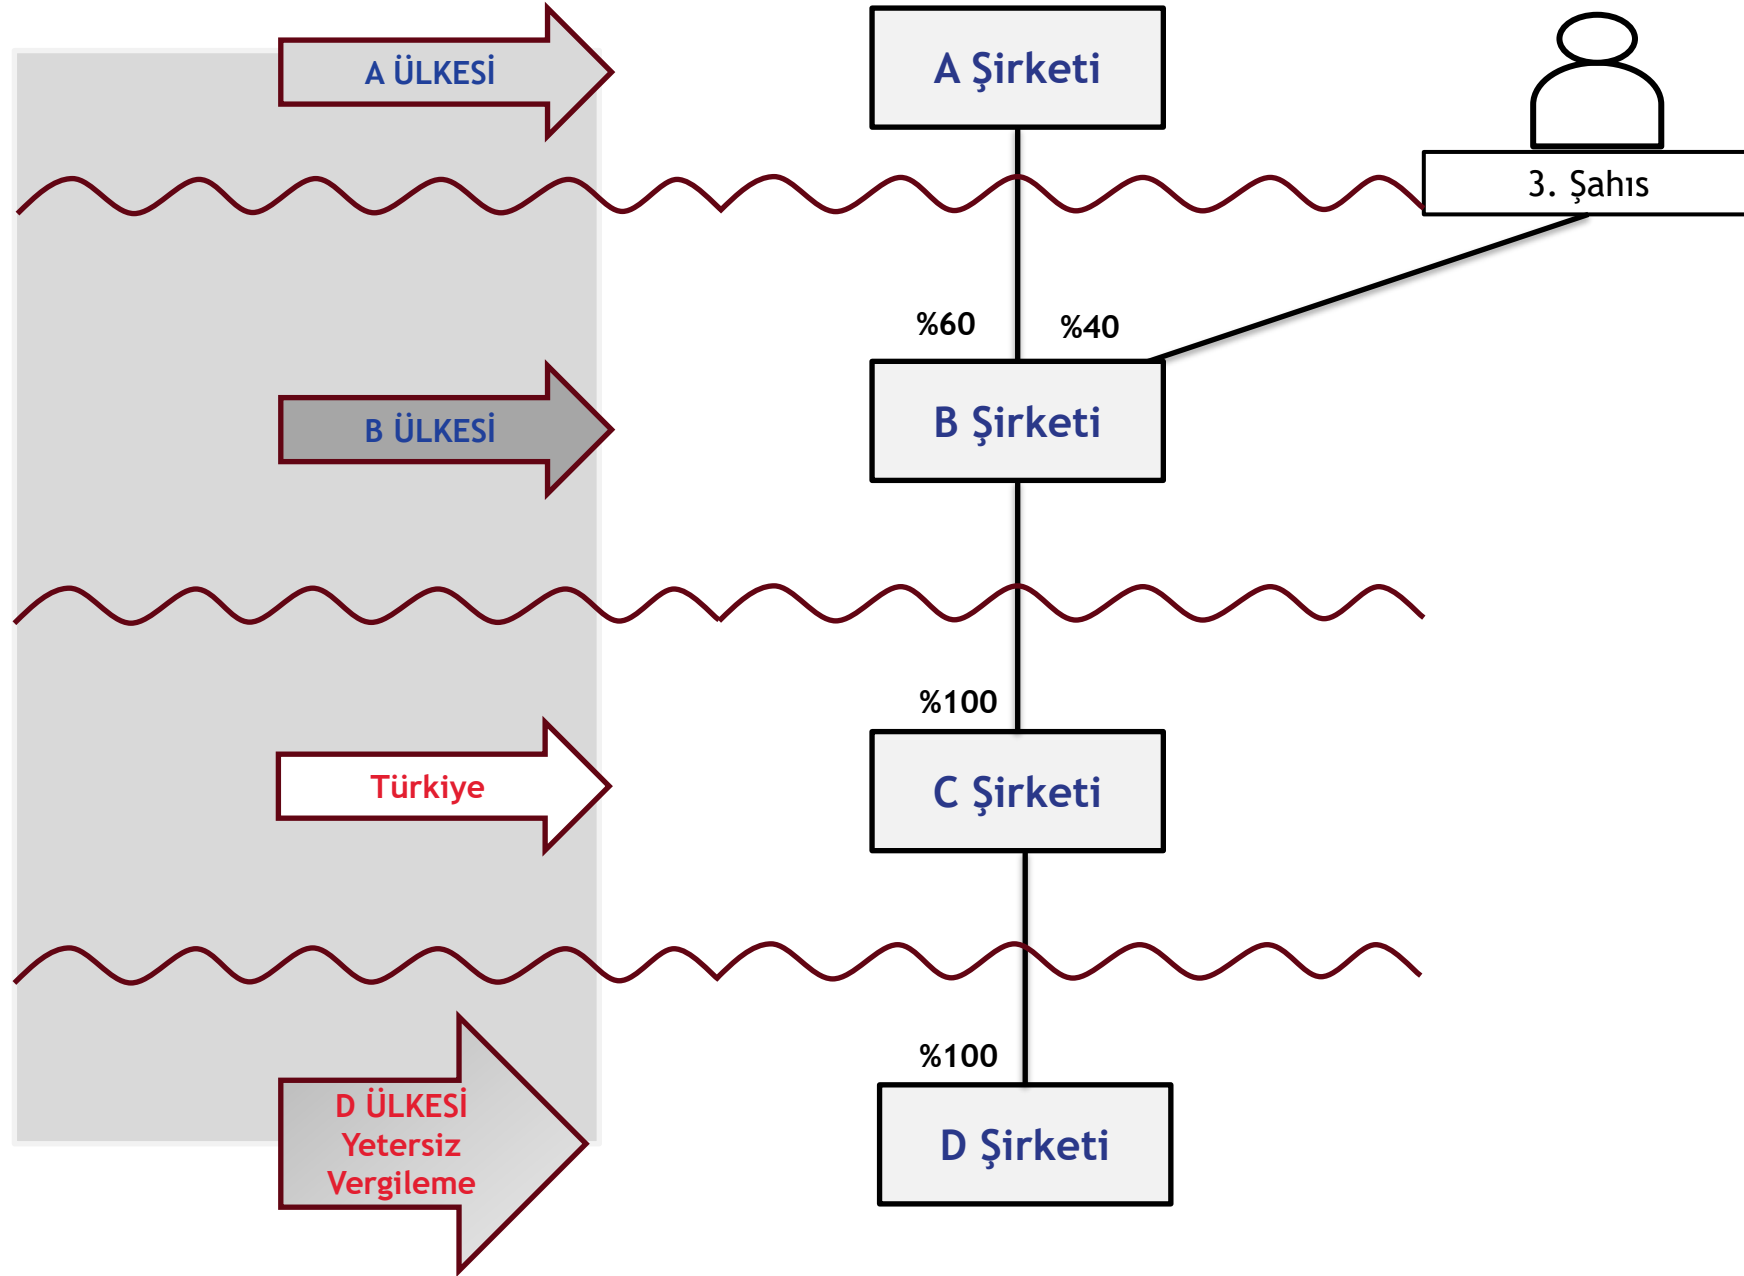 A ÜLKESİ
A Şirketi
3. Şahıs
%60
%40
B ÜLKESİ
B Şirketi
%100
Türkiye
C Şirketi
%100
D ÜLKESİ
Yetersiz
Vergileme
D Şirketi